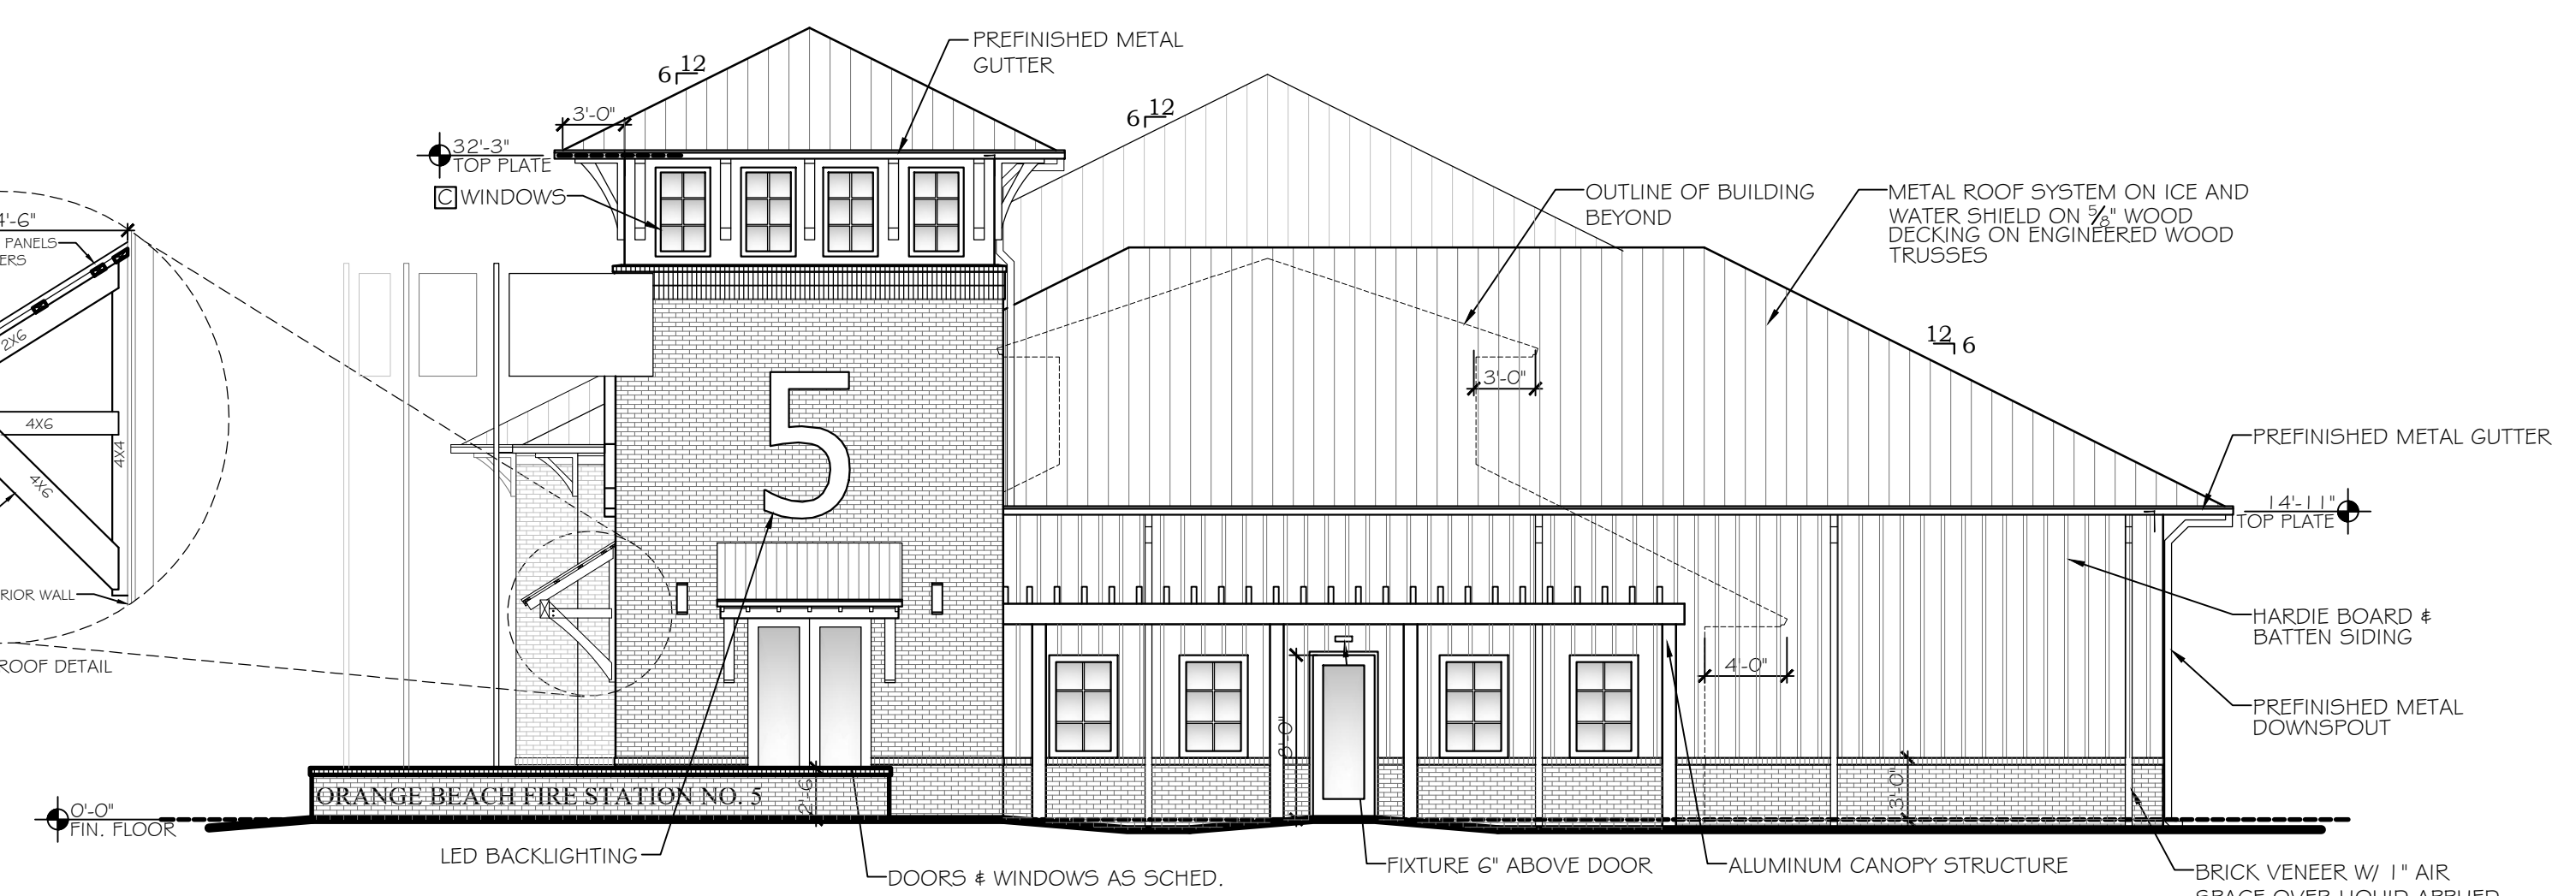 PREFINISHED METAL
GUTTER
6 12
3'-0"
6 12
32'-3"
TOP PLATE
C WINDOWS
OUTLINE OF BUILDING
BEYOND
METAL ROOF SYSTEM ON ICE AND
WATER SHIELD ON 5/8" WOOD
DECKING ON ENGINEERED WOOD
TRUSSES
4'-6"
PANELS
ERS
2X6
4X6
4X4
4X6
RIOR WALL
ROOF DETAIL
5
12 6
3'-0"
PREFINISHED METAL GUTTER
14'-11"
TOP PLATE
HARDIE BOARD &
BATTEN SIDING
4'-0"
PREFINISHED METAL
DOWNSPOUT
8'-0"
3'-0"
2'-6"
ORANGE BEACH FIRE STATION NO. 5
0'-0"
FIN. FLOOR
LED BACKLIGHTING
DOORS & WINDOWS AS SCHED.
FIXTURE 6" ABOVE DOOR
ALUMINUM CANOPY STRUCTURE
BRICK VENEER W/ 1" AIR
SPACE OVER LIQUID APPLIED